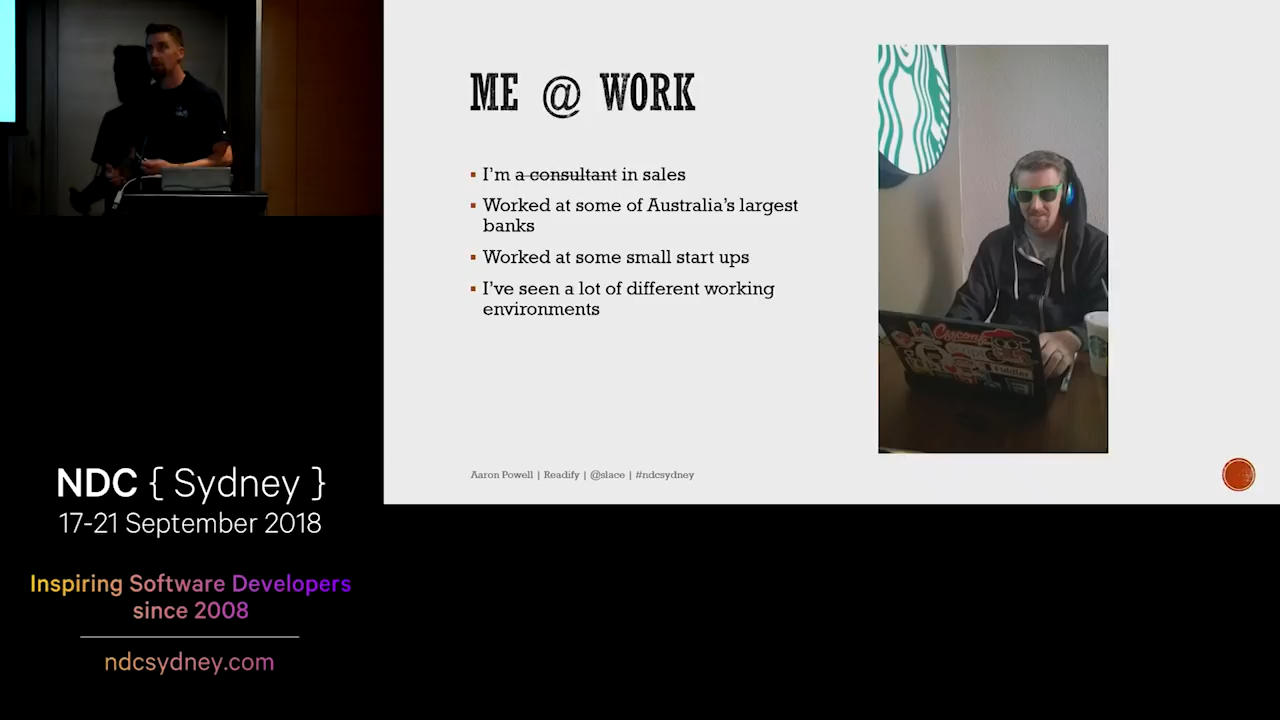 ME @ WORK
I'm a consultant in sales
Worked at some of Australia's largest
banks
Worked at some small start ups
I've seen a lot of different working
environments
Aaron Powell | Readify | @slace | #ndcsydney
Fiddler
NDC { Sydney }
17-21 September 2018
Inspiring Software Developers
since 2008
ndcsydney.com